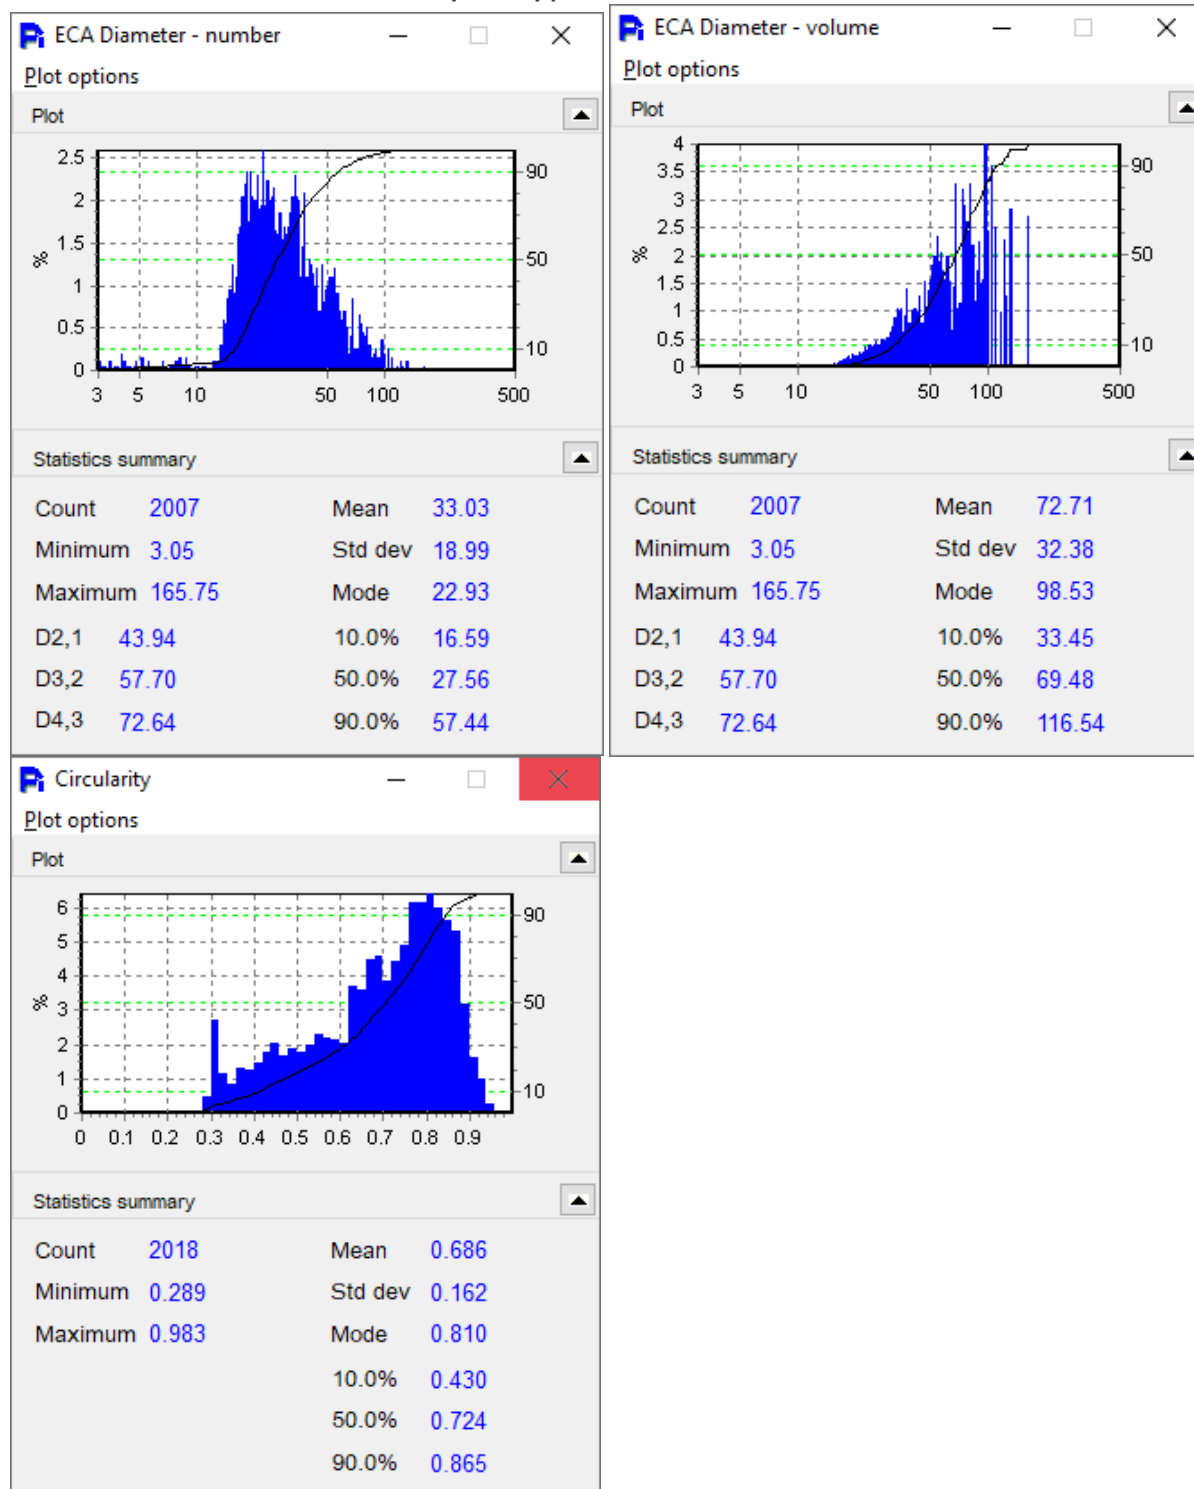 ECA Diameter - number
Plot options
Plot
2.5
2
1.5
1
0.5
0
%
90
50
10
3 5 10 50 100 500
Statistics summary
Count 2007 Mean 33.03
Minimum 3.05 Std dev 18.99
Maximum 165.75 Mode 22.93
D2,1 43.94 10.0% 16.59
D3,2 57.70 50.0% 27.56
D4,3 72.64 90.0% 57.44
ECA Diameter - volume
Plot options
Plot
4
3.5
3
2.5
2
1.5
1
0.5
0
%
90
50
10
3 5 10 50 100 500
Statistics summary
Count 2007 Mean 72.71
Minimum 3.05 Std dev 32.38
Maximum 165.75 Mode 98.53
D2,1 43.94 10.0% 33.45
D3,2 57.70 50.0% 69.48
D4,3 72.64 90.0% 116.54
Circularity
Plot options
Plot
6
5
4
3
2
1
0
%
90
50
10
0 0.1 0.2 0.3 0.4 0.5 0.6 0.7 0.8 0.9
Statistics summary
Count 2018 Mean 0.686
Minimum 0.289 Std dev 0.162
Maximum 0.983 Mode 0.810
10.0% 0.430
50.0% 0.724
90.0% 0.865